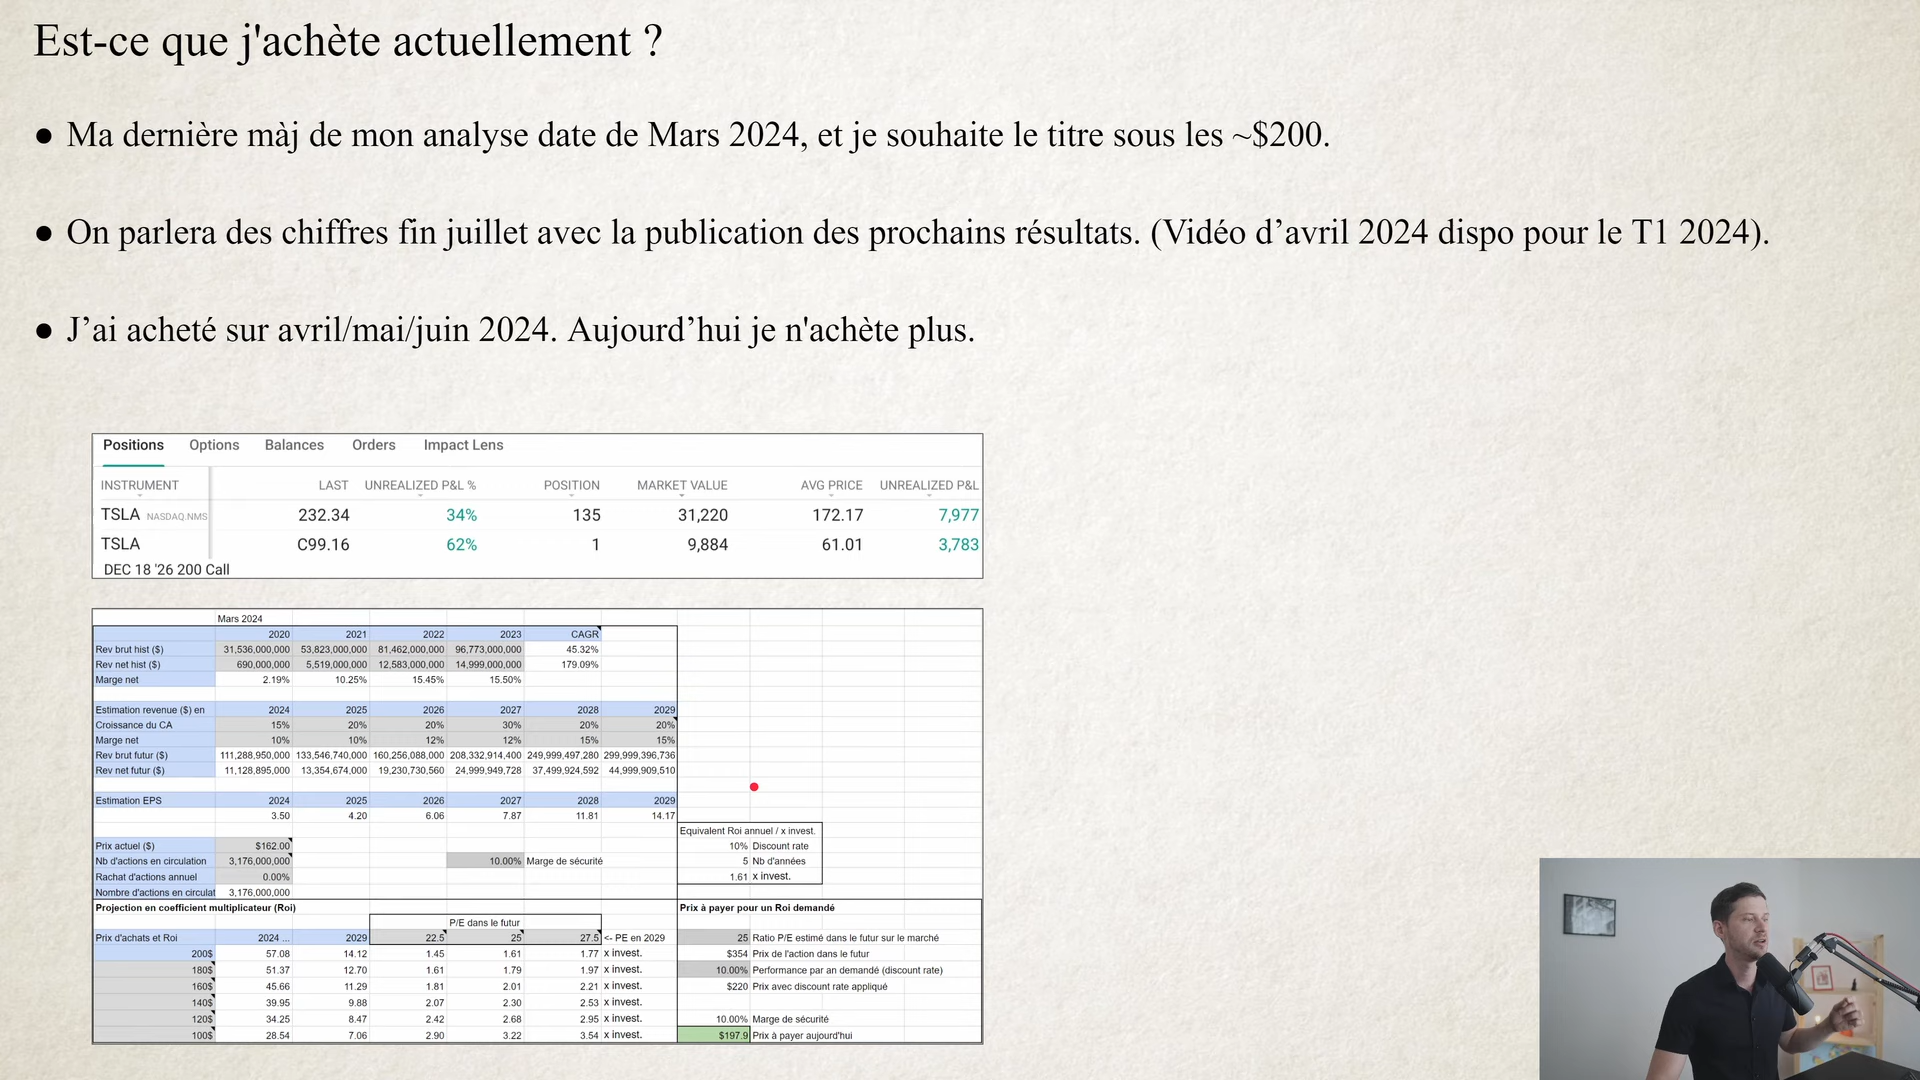 Est-ce que j'achète actuellement ?
● Ma dernière màj de mon analyse date de Mars 2024, et je souhaite le titre sous les ~$200.
● On parlera des chiffres fin juillet avec la publication des prochains résultats. (Vidéo d’avril 2024 dispo pour le T1 2024).
● J’ai acheté sur avril/mai/juin 2024. Aujourd’hui je n'achète plus.
Positions Options Balances Orders Impact Lens
INSTRUMENT LAST UNREALIZED P&L % POSITION MARKET VALUE AVG PRICE UNREALIZED P&L
TSLA NASDAQ.NMS 232.34 34% 135 31,220 172.17 7,977
TSLA C99.16 62% 1 9,884 61.01 3,783
DEC 18 '26 200 Call
Mars 2024
2020 2021 2022 2023 CAGR
Rev brut hist ($) 31,536,000,000 53,823,000,000 81,462,000,000 96,773,000,000 45.32%
Rev net hist ($) 690,000,000 5,519,000,000 12,583,000,000 14,999,000,000 179.09%
Marge net 2.19% 10.25% 15.45% 15.50%
Estimation revenue ($) en 2024 2025 2026 2027 2028 2029
Croissance du CA 15% 20% 20% 30% 20% 20%
Marge net 10% 10% 12% 12% 15% 15%
Rev brut futur ($) 111,288,950,000 133,546,740,000 160,256,088,000 208,332,914,400 249,999,497,280 299,999,396,736
Rev net futur ($) 11,128,895,000 13,354,674,000 19,230,730,560 24,999,949,728 37,499,924,592 44,999,909,510
Estimation EPS 2024 2025 2026 2027 2028 2029
3.50 4.20 6.06 7.87 11.81 14.17
Equivalent Roi annuel / x invest.
Prix actuel ($) $162.00 10% Discount rate
Nb d'actions en circulation 3,176,000,000 10.00% Marge de sécurité 5 Nb d'années
Rachat d'actions annuel 0.00% 1.61 x invest.
Nombre d'actions en circulat 3,176,000,000
Projection en coefficient multiplicateur (Roi) Prix à payer pour un Roi demandé
P/E dans le futur
Prix d'achats et Roi 2024 ... 2029 22.5 25 27.5 <- PE en 2029 25 Ratio P/E estimé dans le futur sur le marché
200$ 57.08 14.12 1.45 1.61 1.77 x invest. $354 Prix de l'action dans le futur
180$ 51.37 12.70 1.61 1.79 1.97 x invest. 10.00% Performance par an demandé (discount rate)
160$ 45.66 11.29 1.81 2.01 2.21 x invest. $220 Prix avec discount rate appliqué
140$ 39.95 9.88 2.07 2.30 2.53 x invest.
120$ 34.25 8.47 2.42 2.68 2.95 x invest. 10.00% Marge de sécurité
100$ 28.54 7.06 2.90 3.22 3.54 x invest. $197.9 Prix à payer aujourd'hui